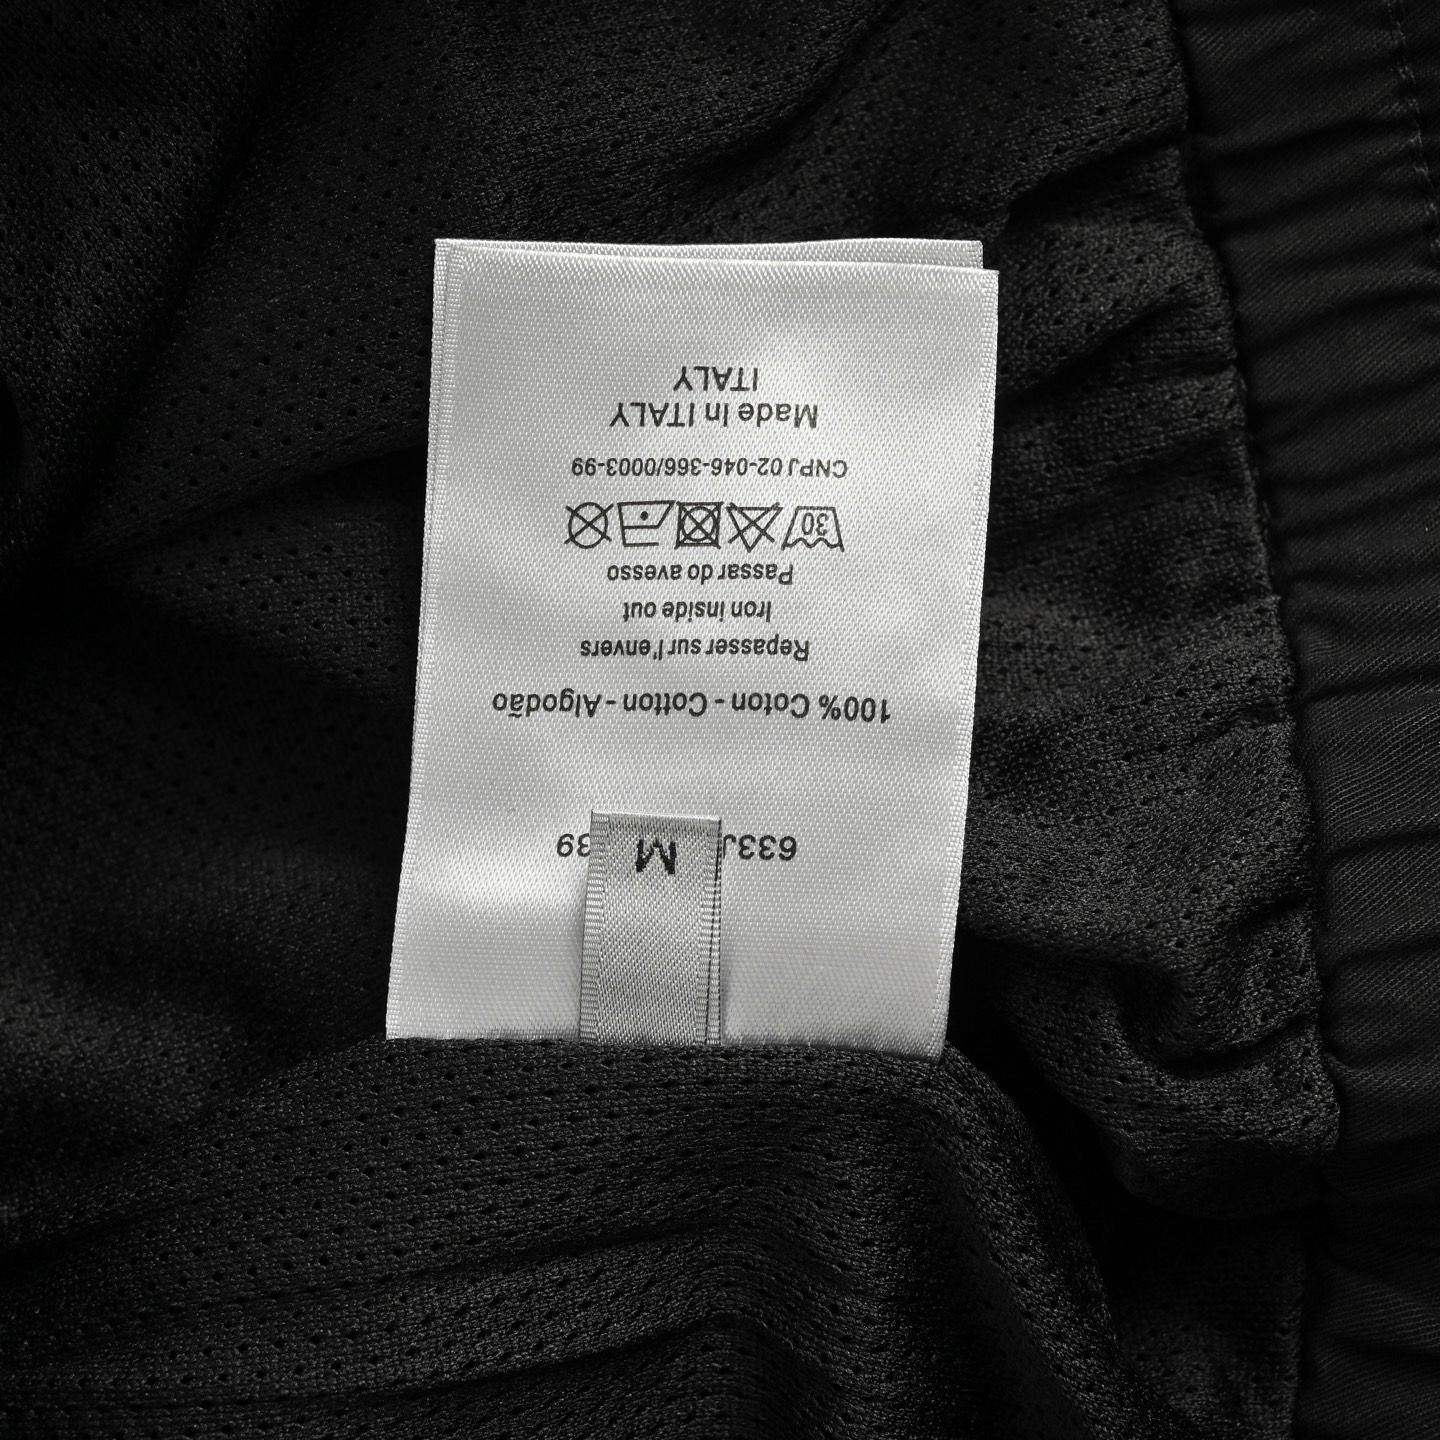 633J
39
M
100% Coton - Cotton - Algodão
Repasser sur l'envers
Iron inside out
Passar do avesso
30
CNPJ 02-046-366/0003-99
Made In ITALY
ITALY